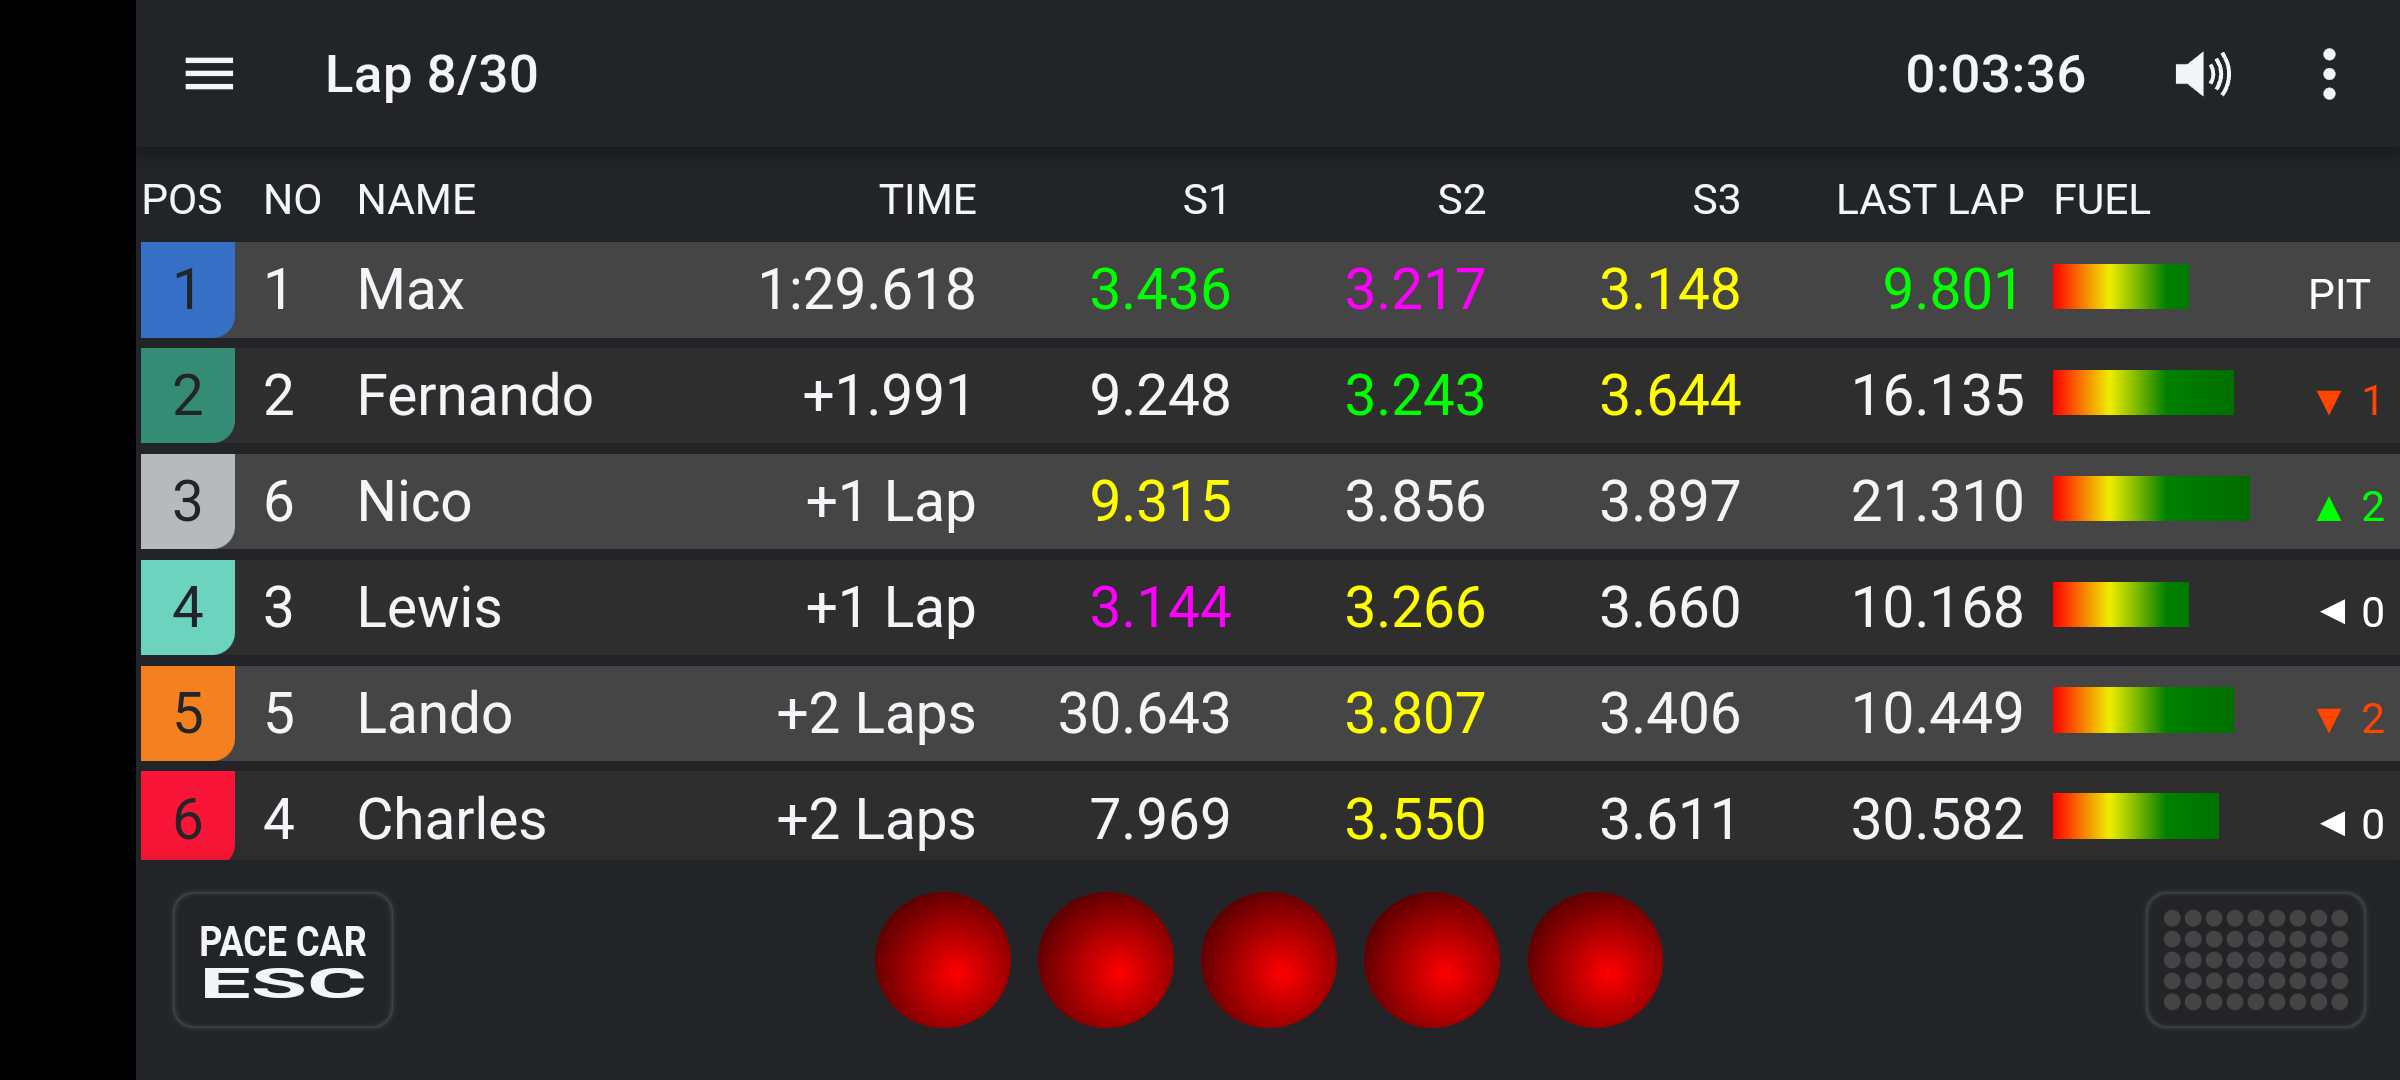 Lap 8/30 0:03:36
POS NO NAME TIME S1 S2 S3 LAST LAP FUEL
1 1 Max 1:29.618 3.436 3.217 3.148 9.801 PIT
2 2 Fernando +1.991 9.248 3.243 3.644 16.135 ▼ 1
3 6 Nico +1 Lap 9.315 3.856 3.897 21.310 ▲ 2
4 3 Lewis +1 Lap 3.144 3.266 3.660 10.168 ◀ 0
5 5 Lando +2 Laps 30.643 3.807 3.406 10.449 ▼ 2
6 4 Charles +2 Laps 7.969 3.550 3.611 30.582 ◀ 0
PACE CAR
ESC